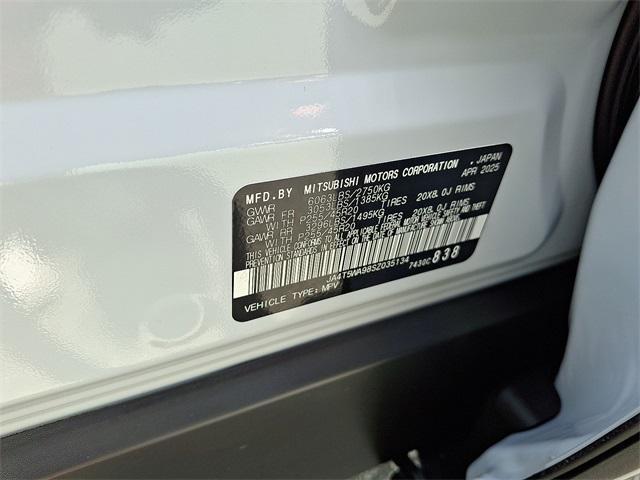 MFD.BY MITSUBISHI MOTORS CORPORATION • JAPAN
APR 2025
GVWR 6063LBS/2750KG
GAWR FR 3053LBS/1385KG
WITH P255/45R20 TIRES 20X8.0J RIMS
GAWR RR 3296LBS/1495KG
WITH P255/45R20 TIRES 20X8.0J RIMS
THIS VEHICLE CONFORMS TO ALL APPLICABLE FEDERAL MOTOR VEHICLE SAFETY AND
THEFT PREVENTION STANDARDS IN EFFECT ON THE DATE OF MANUFACTURE SHOWN ABOVE.
JA4T5WA98SZ035134 7430C 838
VEHICLE TYPE: MPV